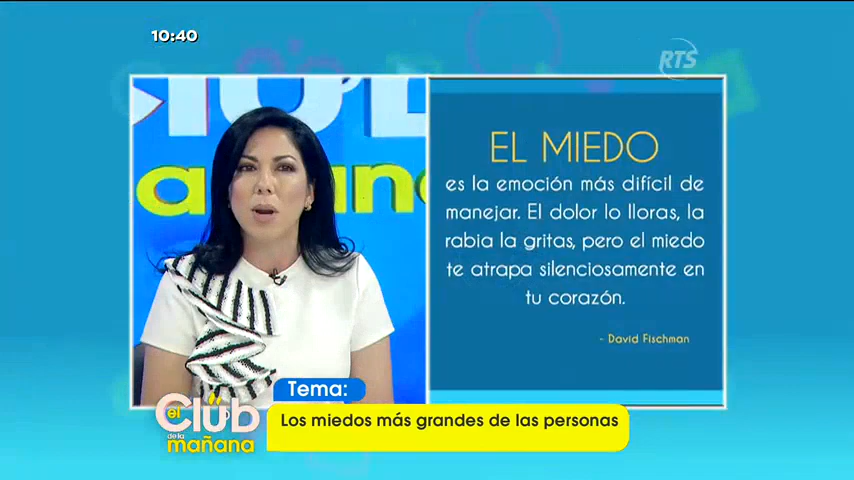 10:40
RTS
EL MIEDO
es la emoción más difícil de
manejar. El dolor lo lloras, la
rabia la gritas, pero el miedo
te atrapa silenciosamente en
tu corazón.
- David Fischman
Tema:
el Club
de la
mañana
Los miedos más grandes de las personas